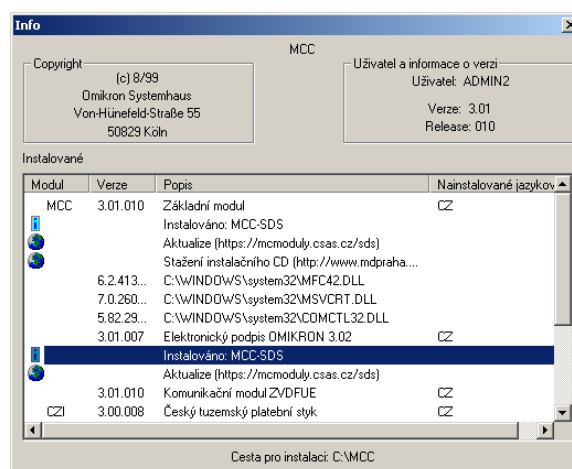 Info
MCC
Copyright
(c) 8/99
Omikron Systemhaus
Von-Hünefeld-Straße 55
50829 Köln
Uživatel a informace o verzi
Uživatel: ADMIN2
Verze: 3.01
Release: 010
Instalované
Modul Verze Popis Nainstalované jazykov
MCC 3.01.010 Základní modul CZ
Instalováno: MCC-SDS
Aktualize (https://mcmoduly.csas.cz/sds)
Stažení instalačního CD (http://www.mdpraha....
6.2.413... C:\WINDOWS\system32\MFC42.DLL
7.0.260... C:\WINDOWS\system32\MSVCRT.DLL
5.82.29... C:\WINDOWS\system32\COMCTL32.DLL
3.01.007 Elektronický podpis OMIKRON 3.02 CZ
Instalováno: MCC-SDS
Aktualize (https://mcmoduly.csas.cz/sds)
3.01.010 Komunikační modul ZVDFUE CZ
CZI 3.00.008 Český tuzemský platební styk CZ
Cesta pro instalaci: C:\MCC